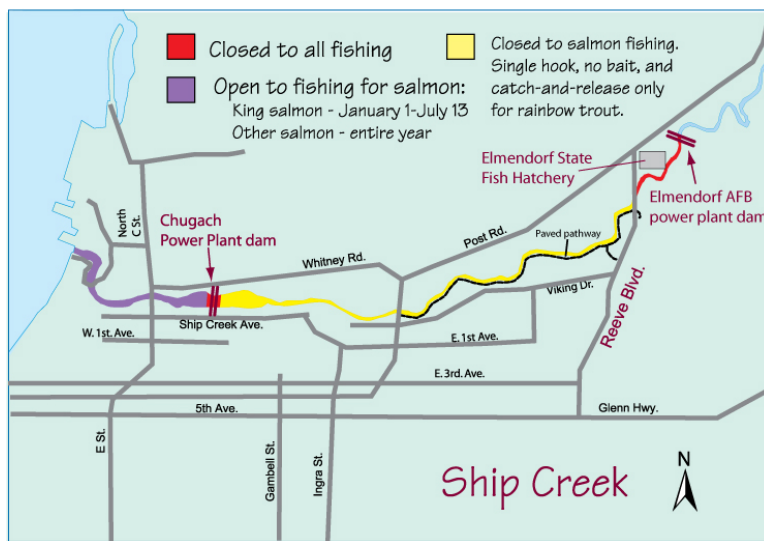 Closed to all fishing
Open to fishing for salmon:
King salmon - January 1-July 13
Other salmon - entire year
Closed to salmon fishing.
Single hook, no bait, and
catch-and-release only
for rainbow trout.
Elmendorf State
Fish Hatchery
Elmendorf AFB
power plant dam
North
C St.
Chugach
Power Plant dam
Whitney Rd.
Post Rd.
Paved pathway
Viking Dr.
Reeve Blvd.
Ship Creek Ave.
W. 1st. Ave.
E. 1st Ave.
E. 3rd. Ave.
5th Ave.
Glenn Hwy.
E St.
Gambell St.
Ingra St.
Ship Creek
N